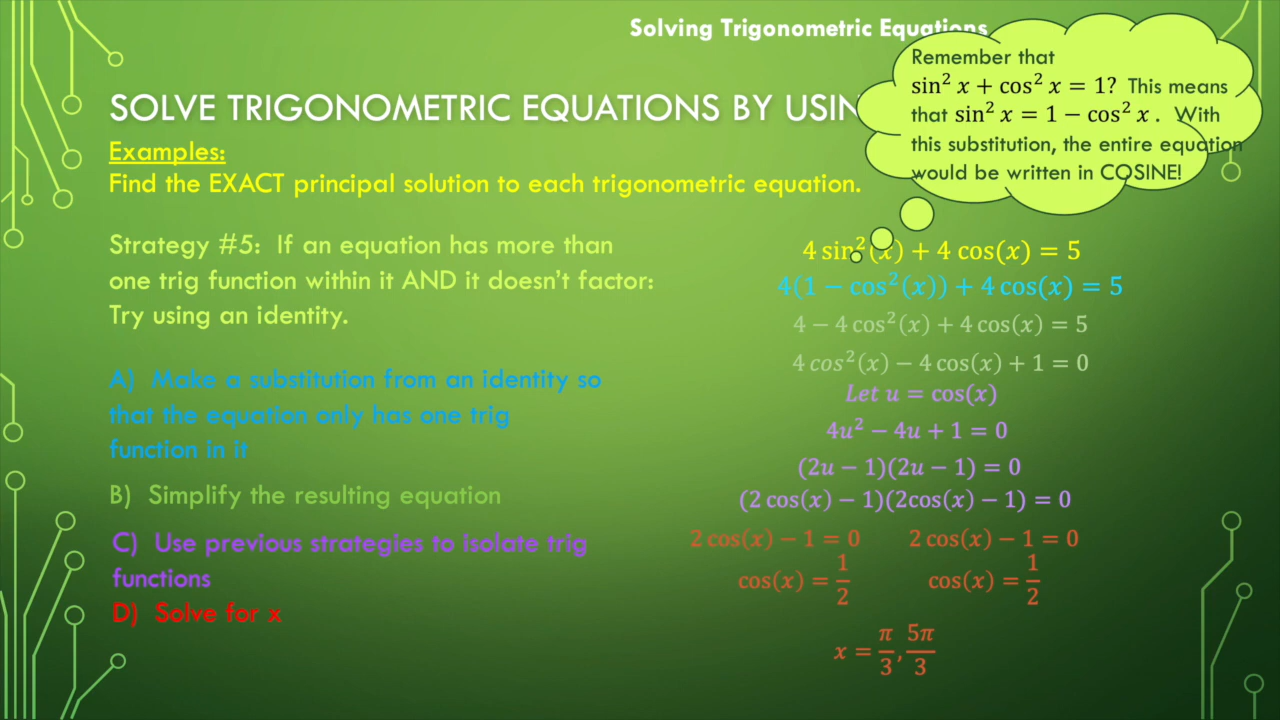 Solving Trigonometric Equations
SOLVE TRIGONOMETRIC EQUATIONS BY USIN
Remember that
sin² x + cos² x = 1? This means
that sin² x = 1 − cos² x . With
this substitution, the entire equation
would be written in COSINE!
Examples:
Find the EXACT principal solution to each trigonometric equation.
Strategy #5: If an equation has more than
one trig function within it AND it doesn't factor:
Try using an identity.
A) Make a substitution from an identity so
that the equation only has one trig
function in it
B) Simplify the resulting equation
C) Use previous strategies to isolate trig
functions
D) Solve for x
4 sin²(x) + 4 cos(x) = 5
4(1 − cos²(x)) + 4 cos(x) = 5
4 − 4 cos²(x) + 4 cos(x) = 5
4 cos²(x) − 4 cos(x) + 1 = 0
Let u = cos(x)
4u² − 4u + 1 = 0
(2u − 1)(2u − 1) = 0
(2 cos(x) − 1)(2cos(x) − 1) = 0
2 cos(x) − 1 = 0 2 cos(x) − 1 = 0
cos(x) = 1/2 cos(x) = 1/2
x = π/3, 5π/3